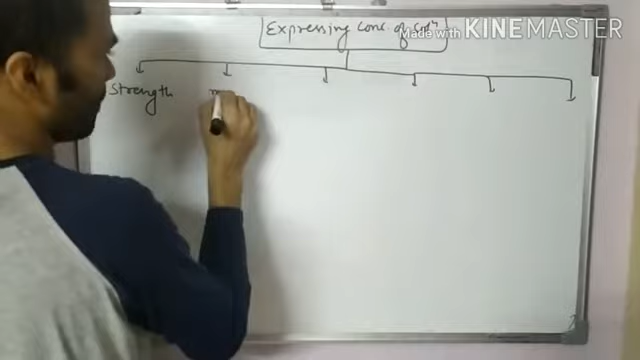 Expressing Conc. of Solⁿ
Made with KINEMASTER
Strength m